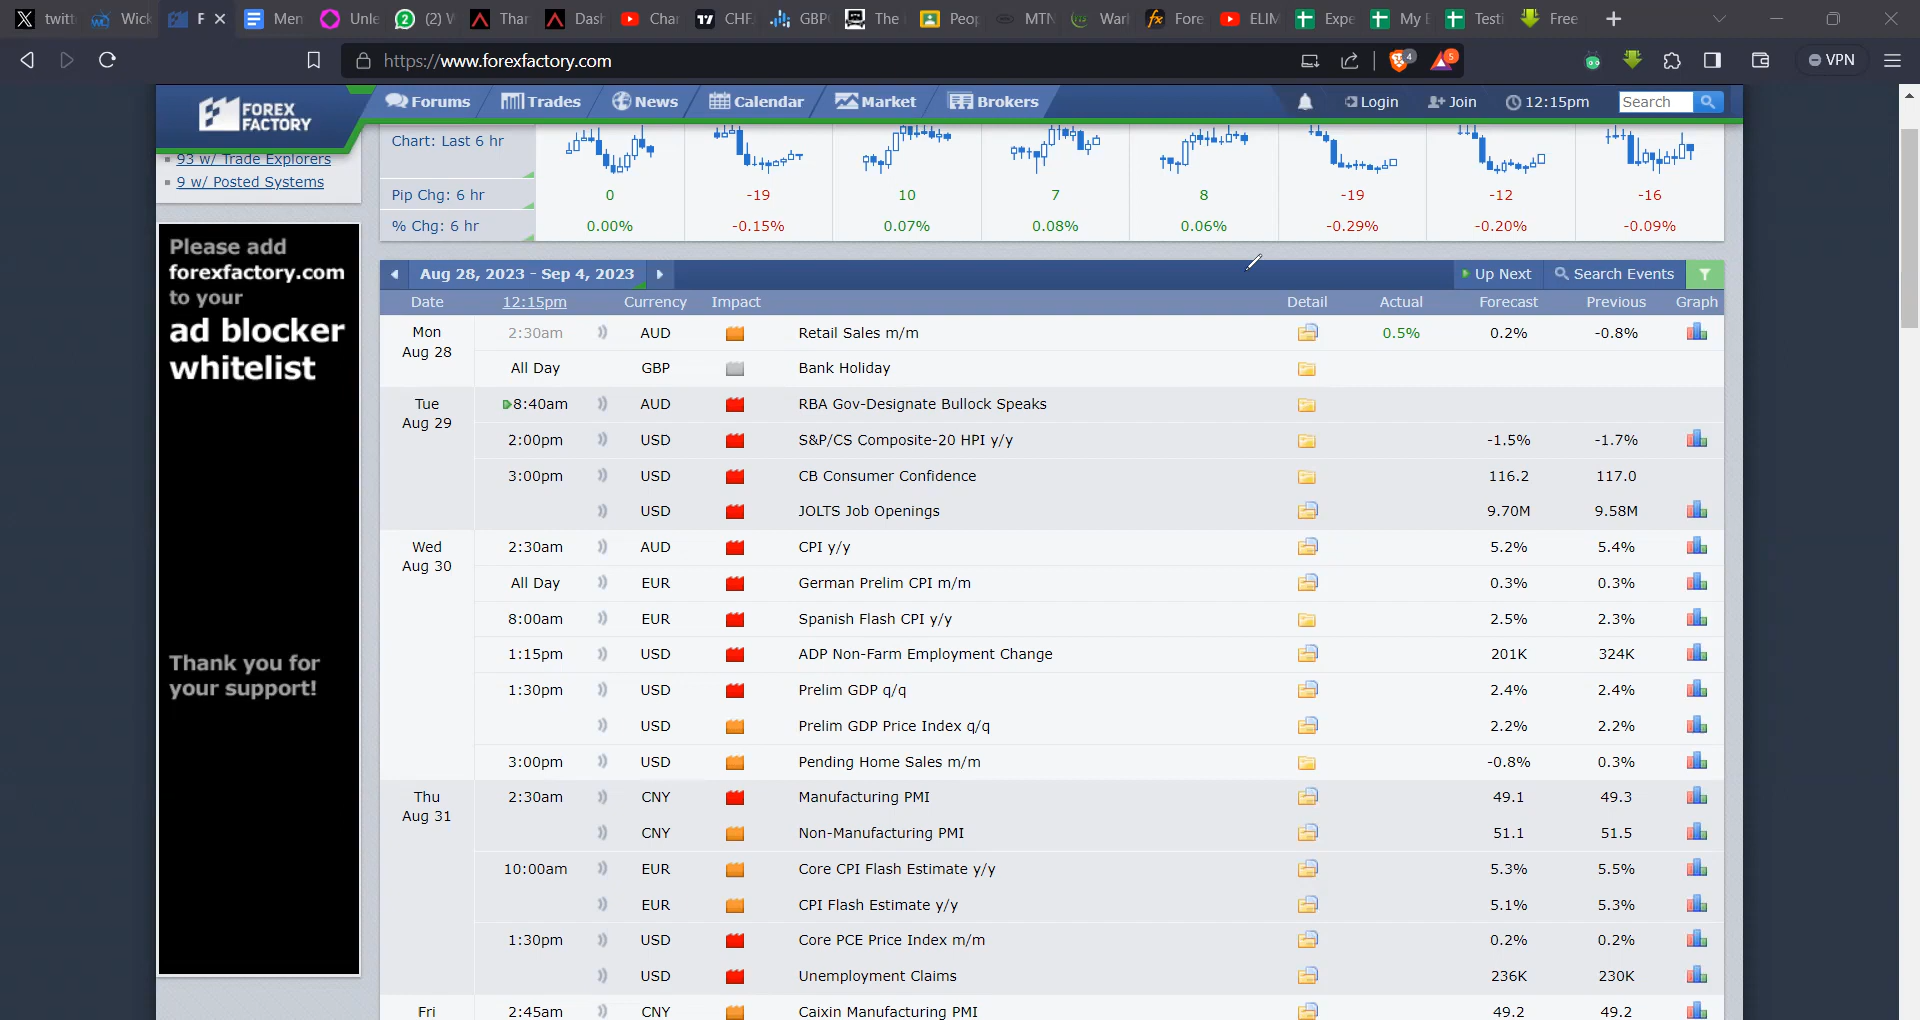 twitt
Wick
F
Men
Unle
(2) W
Thar
Dash
Char
CHF
GBP
The
Peop
MTN
Warl
Fore
ELIM
Expe
My E
Testi
Free
https://www.forexfactory.com
4
5
VPN
FOREX
FACTORY
Forums
Trades
News
Calendar
Market
Brokers
Login
Join
12:15pm
Search
93 w/ Trade Explorers
9 w/ Posted Systems
Please add
forexfactory.com
to your
ad blocker
whitelist
Thank you for
your support!
Chart: Last 6 hr
Pip Chg: 6 hr 0 -19 10 7 8 -19 -12 -16
% Chg: 6 hr 0.00% -0.15% 0.07% 0.08% 0.06% -0.29% -0.20% -0.09%
Aug 28, 2023 - Sep 4, 2023 Up Next Search Events
Date 12:15pm Currency Impact Detail Actual Forecast Previous Graph
Mon
Aug 28
2:30am AUD Retail Sales m/m 0.5% 0.2% -0.8%
All Day GBP Bank Holiday
Tue
Aug 29
8:40am AUD RBA Gov-Designate Bullock Speaks
2:00pm USD S&P/CS Composite-20 HPI y/y -1.5% -1.7%
3:00pm USD CB Consumer Confidence 116.2 117.0
USD JOLTS Job Openings 9.70M 9.58M
Wed
Aug 30
2:30am AUD CPI y/y 5.2% 5.4%
All Day EUR German Prelim CPI m/m 0.3% 0.3%
8:00am EUR Spanish Flash CPI y/y 2.5% 2.3%
1:15pm USD ADP Non-Farm Employment Change 201K 324K
1:30pm USD Prelim GDP q/q 2.4% 2.4%
USD Prelim GDP Price Index q/q 2.2% 2.2%
3:00pm USD Pending Home Sales m/m -0.8% 0.3%
Thu
Aug 31
2:30am CNY Manufacturing PMI 49.1 49.3
CNY Non-Manufacturing PMI 51.1 51.5
10:00am EUR Core CPI Flash Estimate y/y 5.3% 5.5%
EUR CPI Flash Estimate y/y 5.1% 5.3%
1:30pm USD Core PCE Price Index m/m 0.2% 0.2%
USD Unemployment Claims 236K 230K
Fri 2:45am CNY Caixin Manufacturing PMI 49.2 49.2